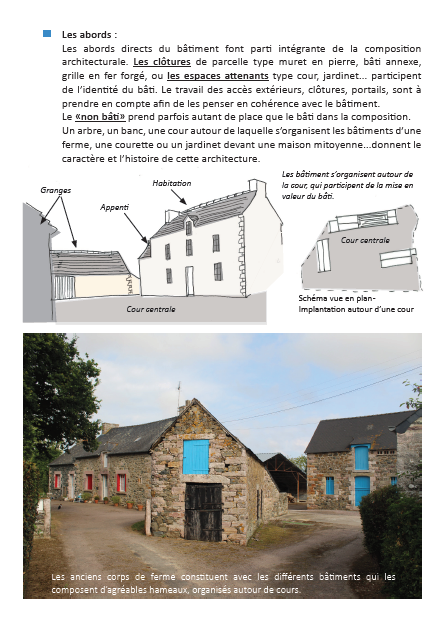 Les abords :
Les abords directs du bâtiment font parti intégrante de la composition
architecturale. Les clôtures de parcelle type muret en pierre, bâti annexe,
grille en fer forgé, ou les espaces attenants type cour, jardinet... participent
de l'identité du bâti. Le travail des accès extérieurs, clôtures, portails, sont à
prendre en compte afin de les penser en cohérence avec le bâtiment.
Le «non bâti» prend parfois autant de place que le bâti dans la composition.
Un arbre, un banc, une cour autour de laquelle s'organisent les bâtiments d'une
ferme, une courette ou un jardinet devant une maison mitoyenne...donnent le
caractère et l'histoire de cette architecture.
Granges
Appenti
Habitation
Cour centrale
Les bâtiment s'organisent autour de
la cour, qui participent de la mise en
valeur du bâti.
Cour centrale
Schéma vue en plan-
Implantation autour d'une cour
Les anciens corps de ferme constituent avec les différents bâtiments qui les
composent d'agréables hameaux, organisés autour de cours.